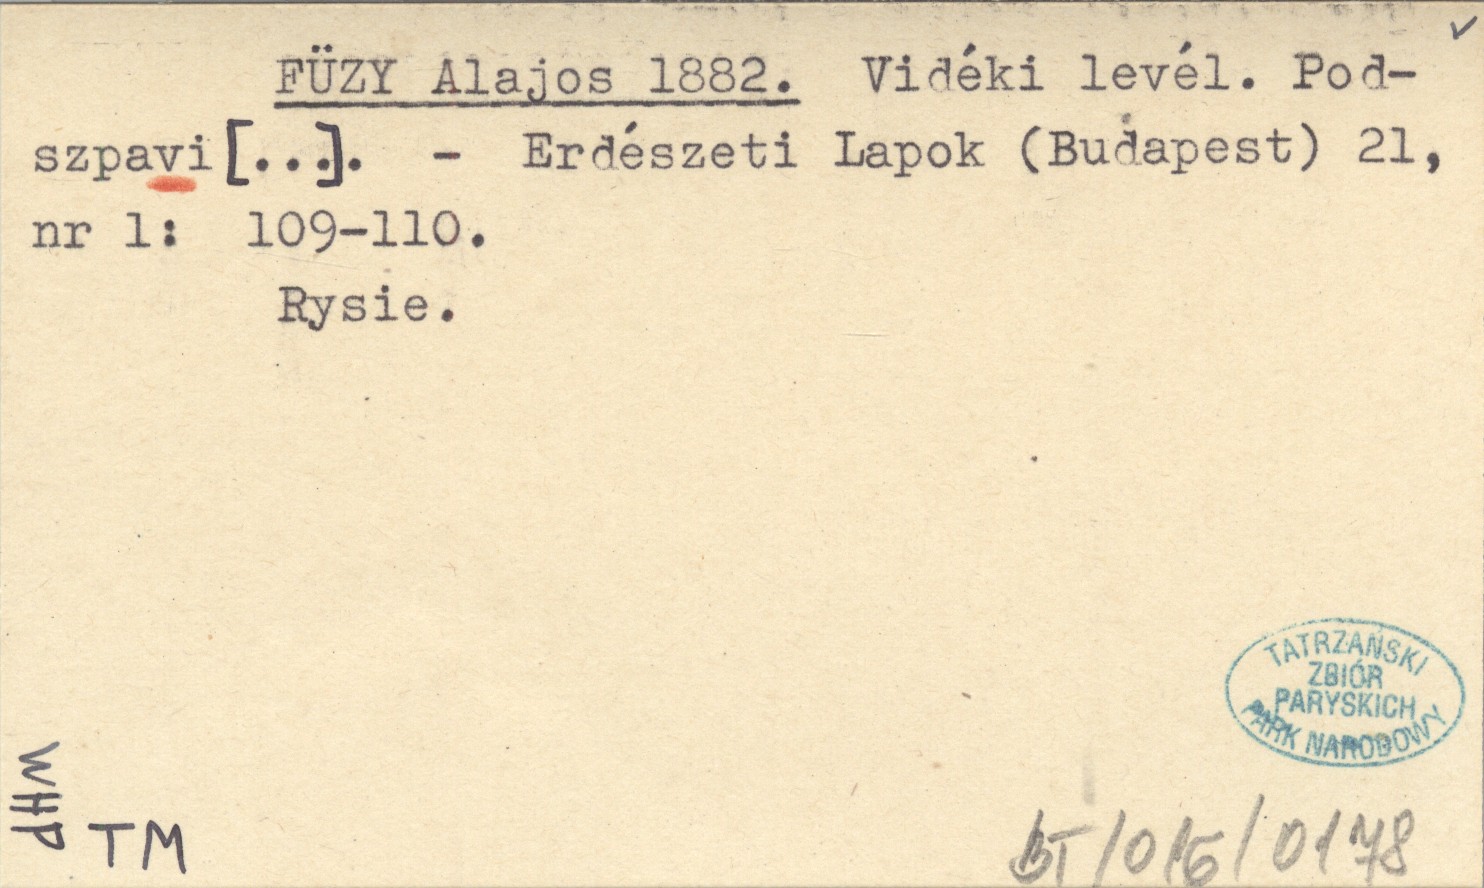 FÜZY Alajos 1882. Vidéki levél. Pod-
szpavi[...]. - Erdészeti Lapok (Budapest) 21,
nr 1: 109-110.
Rysie.
TATRZAŃSKI
ZBIÓR
PARYSKICH
PARK NARODOWY
WHP
TM
BT/015/0178